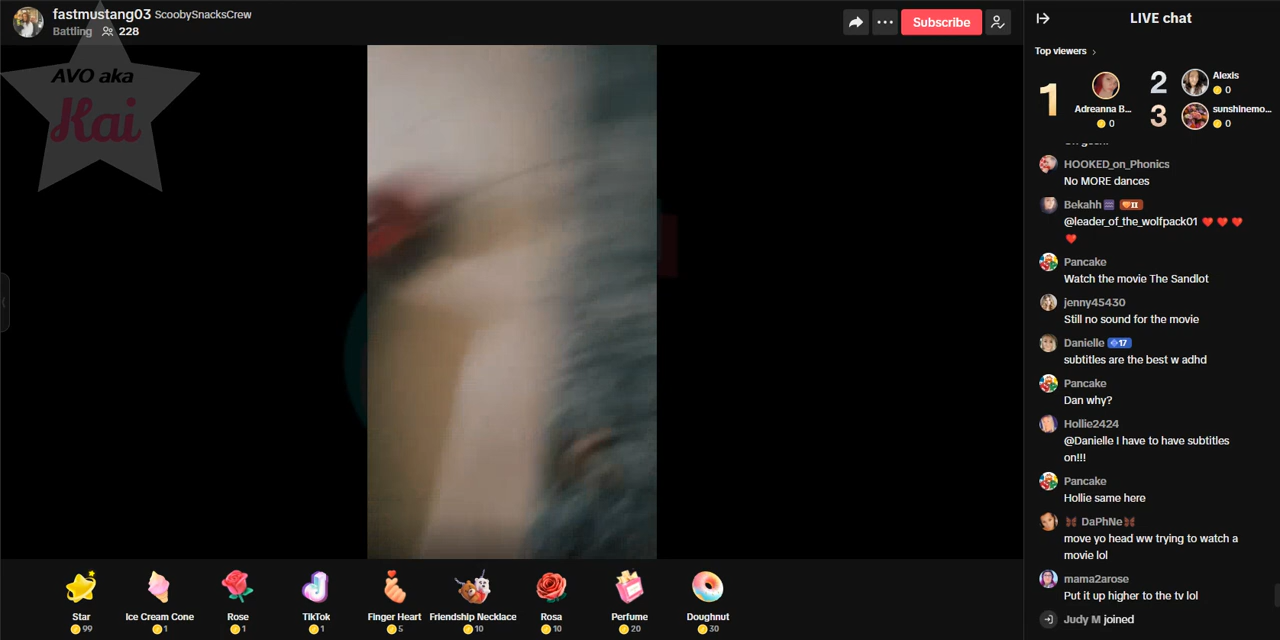 fastmustang03 ScoobySnacksCrew
Battling 228
AVO aka
Kai
Subscribe
LIVE chat
Top viewers
1
Adreanna B...
0
2
Alexis
0
3
sunshinemo...
0
HOOKED_on_Phonics
No MORE dances
Bekahh II
@leader_of_the_wolfpack01
Pancake
Watch the movie The Sandlot
jenny45430
Still no sound for the movie
Danielle 17
subtitles are the best w adhd
Pancake
Dan why?
Hollie2424
@Danielle I have to have subtitles
on!!!
Pancake
Hollie same here
DaPhNe
move yo head ww trying to watch a
movie lol
mama2arose
Put it up higher to the tv lol
Judy M joined
Star
99
Ice Cream Cone
1
Rose
1
TikTok
1
Finger Heart
5
Friendship Necklace
10
Rosa
10
Perfume
20
Doughnut
30